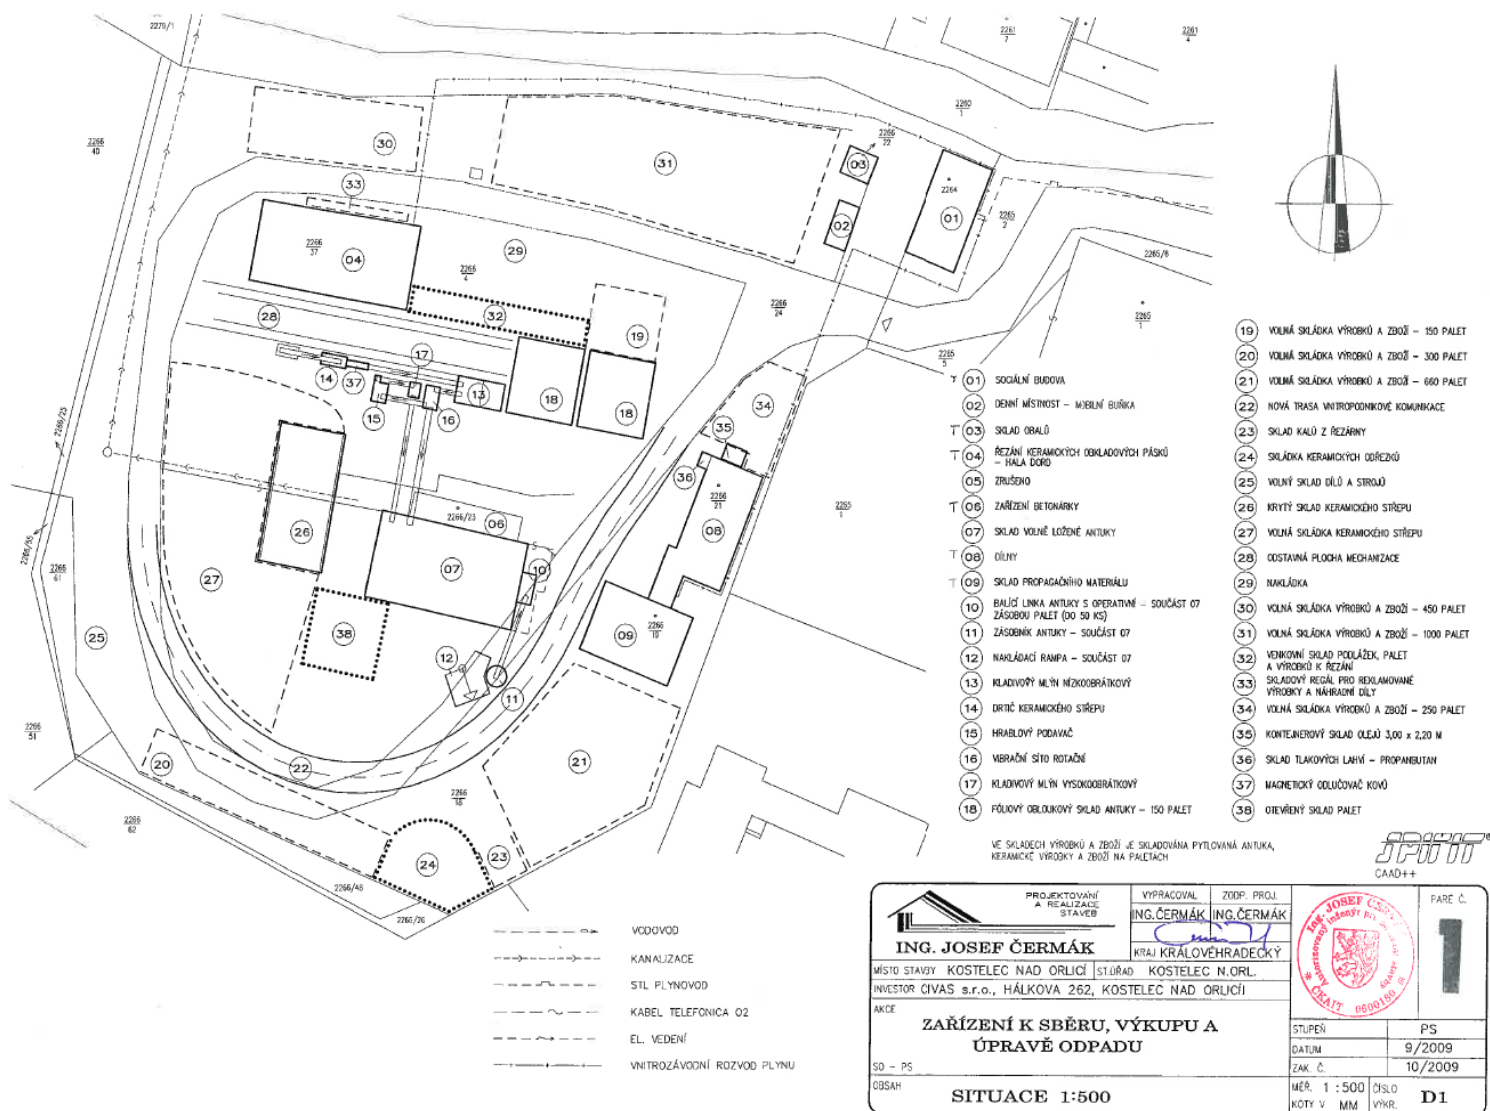 2279/1
2261
7
2261
4
2260
1
2266
40
2266
22
30
31
03
33
2264
01
2265
2
02
2266
37
04
29
2266
4
2265/6
32
2266
24
2265
1
28
19
2265
5
17
14
37
13
18
18
15
16
34
35
2266/25
36
2266
21
2265
1
2266/23
06
08
26
2266/55
2266
61
07
10
27
38
25
09
2266
19
12
11
2266
51
20
22
21
2266
18
2266
62
24
23
2266/48
2266/26
01 SOCIÁLNÍ BUDOVA
02 DENNÍ MÍSTNOST – MOBILNÍ BUŇKA
03 SKLAD OBALŮ
04 ŘEZÁNÍ KERAMICKÝCH OBKLADOVÝCH PÁSKŮ
– HALA DORD
05 ZRUŠENO
06 ZAŘÍZENÍ BETONÁRKY
07 SKLAD VOLNĚ LOŽENÉ ANTUKY
08 DÍLNY
09 SKLAD PROPAGAČNÍHO MATERIÁLU
10 BALÍCÍ LINKA ANTUKY S OPERATIVNÍ – SOUČÁST 07
ZÁSOBOU PALET (DO 50 KS)
11 ZÁSOBNÍK ANTUKY – SOUČÁST 07
12 NAKLÁDACÍ RAMPA – SOUČÁST 07
13 KLADIVOVÝ MLÝN NÍZKOOBRÁTKOVÝ
14 DRTIČ KERAMICKÉHO STŘEPU
15 HRABLOVÝ PODAVAČ
16 VIBRAČNÍ SÍTO ROTAČNÍ
17 KLADIVOVÝ MLÝN VYSOKOOBRÁTKOVÝ
18 FÓLIOVÝ OBLOUKOVÝ SKLAD ANTUKY – 150 PALET
19 VOLNÁ SKLÁDKA VÝROBKŮ A ZBOŽÍ – 150 PALET
20 VOLNÁ SKLÁDKA VÝROBKŮ A ZBOŽÍ – 300 PALET
21 VOLNÁ SKLÁDKA VÝROBKŮ A ZBOŽÍ – 660 PALET
22 NOVÁ TRASA VNITROPODNIKOVÉ KOMUNIKACE
23 SKLAD KALŮ Z ŘEZÁRNY
24 SKLÁDKA KERAMICKÝCH ODŘEZKŮ
25 VOLNÝ SKLAD DÍLŮ A STROJŮ
26 KRYTÝ SKLAD KERAMICKÉHO STŘEPU
27 VOLNÁ SKLÁDKA KERAMICKÉHO STŘEPU
28 ODSTAVNÁ PLOCHA MECHANIZACE
29 NAKLÁDKA
30 VOLNÁ SKLÁDKA VÝROBKŮ A ZBOŽÍ – 450 PALET
31 VOLNÁ SKLÁDKA VÝROBKŮ A ZBOŽÍ – 1000 PALET
32 VENKOVNÍ SKLAD PODLÁŽEK, PALET
A VÝROBKŮ K ŘEZÁNÍ
33 SKLADOVÝ REGÁL PRO REKLAMOVANÉ
VÝROBKY A NÁHRADNÍ DÍLY
34 VOLNÁ SKLÁDKA VÝROBKŮ A ZBOŽÍ – 250 PALET
35 KONTEJNEROVÝ SKLAD OLEJŮ 3,00 x 2,20 M
36 SKLAD TLAKOVÝCH LAHVÍ – PROPANBUTAN
37 MAGNETICKÝ ODLUČOVAČ KOVŮ
38 OTEVŘENÝ SKLAD PALET
VE SKLADECH VÝROBKŮ A ZBOŽÍ JE SKLADOVÁNA PYTLOVANÁ ANTUKA,
KERAMICKÉ VÝROBKY A ZBOŽÍ NA PALETÁCH
SPIRIT
CAAD++
VODOVOD
KANALIZACE
STL PLYNOVOD
KABEL TELEFONICA O2
EL. VEDENÍ
VNITROZÁVODNÍ ROZVOD PLYNU
PROJEKTOVÁNÍ
A REALIZACE
STAVEB
ING. JOSEF ČERMÁK
VYPRACOVAL ZODP. PROJ.
ING.ČERMÁK ING.ČERMÁK
KRAJ KRÁLOVÉHRADECKÝ
MÍSTO STAVBY KOSTELEC NAD ORLICÍ ST.ÚŘAD KOSTELEC N.ORL.
INVESTOR CIVAS s.r.o., HÁLKOVA 262, KOSTELEC NAD ORLICÍ
AKCE
ZAŘÍZENÍ K SBĚRU, VÝKUPU A
ÚPRAVĚ ODPADU
SO – PS
OBSAH
SITUACE 1:500
PARE Č.
1
STUPEŇ PS
DATUM 9/2009
ZAK. Č. 10/2009
MĚŘ. 1 : 500 ČÍSLO
KÓTY V MM VÝKR. D1